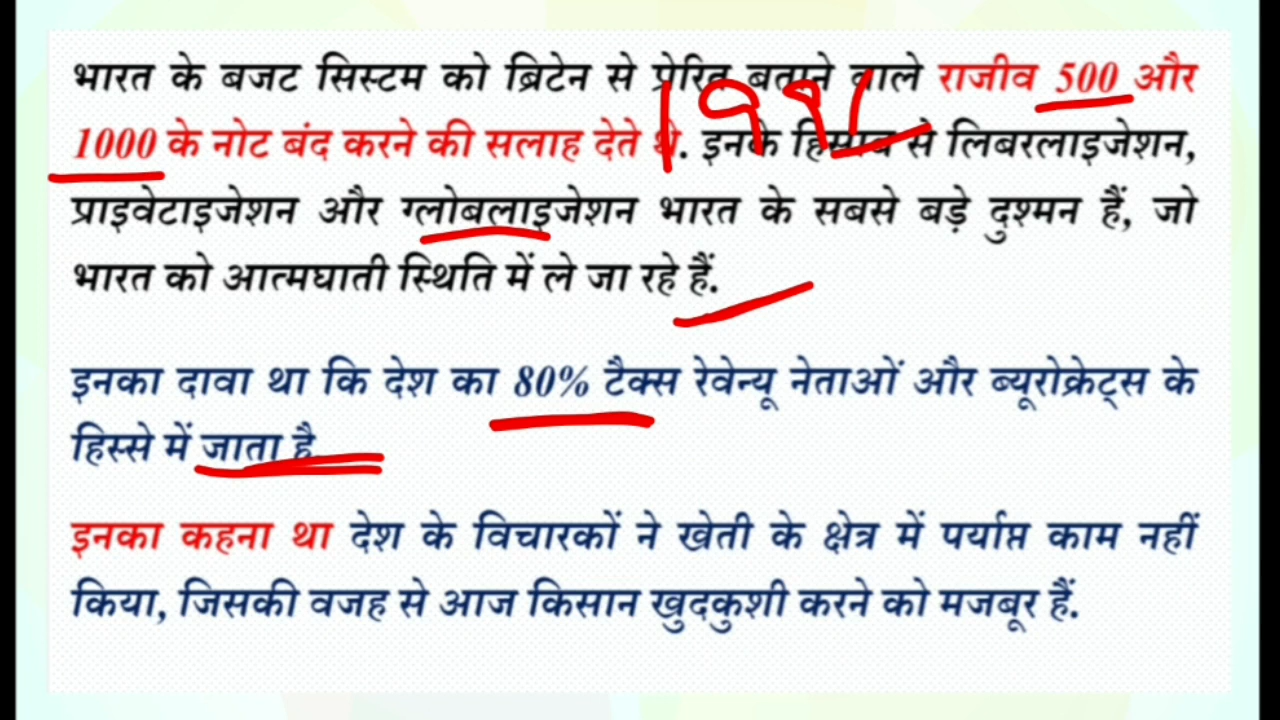 भारत के बजट सिस्टम को ब्रिटेन से प्रेरित बताने वाले राजीव 500 और
1991
1000 के नोट बंद करने की सलाह देते थे. इनके हिसाब से लिबरलाइजेशन,
प्राइवेटाइजेशन और ग्लोबलाइजेशन भारत के सबसे बड़े दुश्मन हैं, जो
भारत को आत्मघाती स्थिति में ले जा रहे हैं.
इनका दावा था कि देश का 80% टैक्स रेवेन्यू नेताओं और ब्यूरोक्रेट्स के
हिस्से में जाता है
इनका कहना था देश के विचारकों ने खेती के क्षेत्र में पर्याप्त काम नहीं
किया, जिसकी वजह से आज किसान खुदकुशी करने को मजबूर हैं.